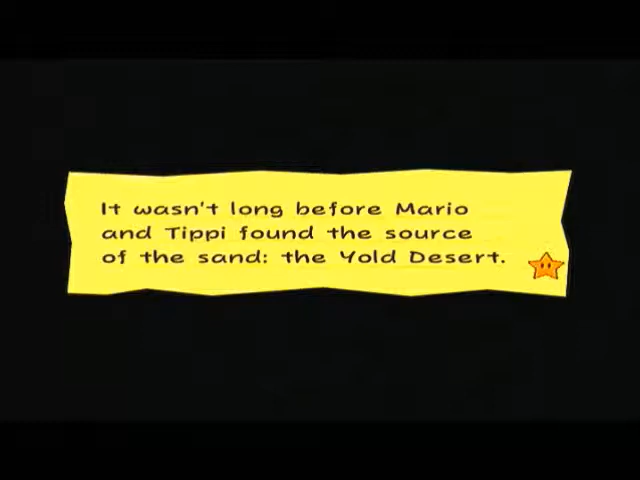 It wasn't long before Mario
and Tippi found the source
of the sand: the Yold Desert.